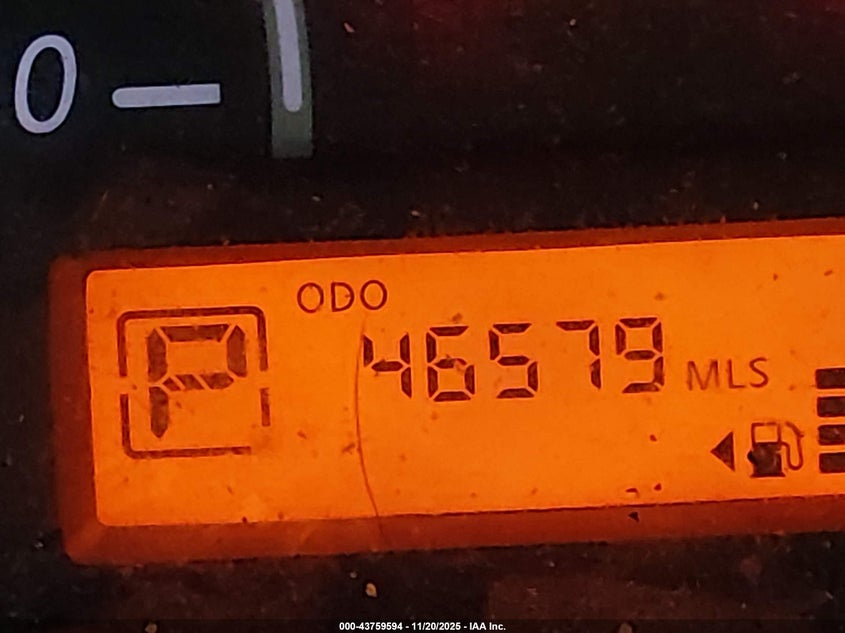 0
ODO
P 46579 MLS
000-43759594 - 11/20/2025 - IAA Inc.